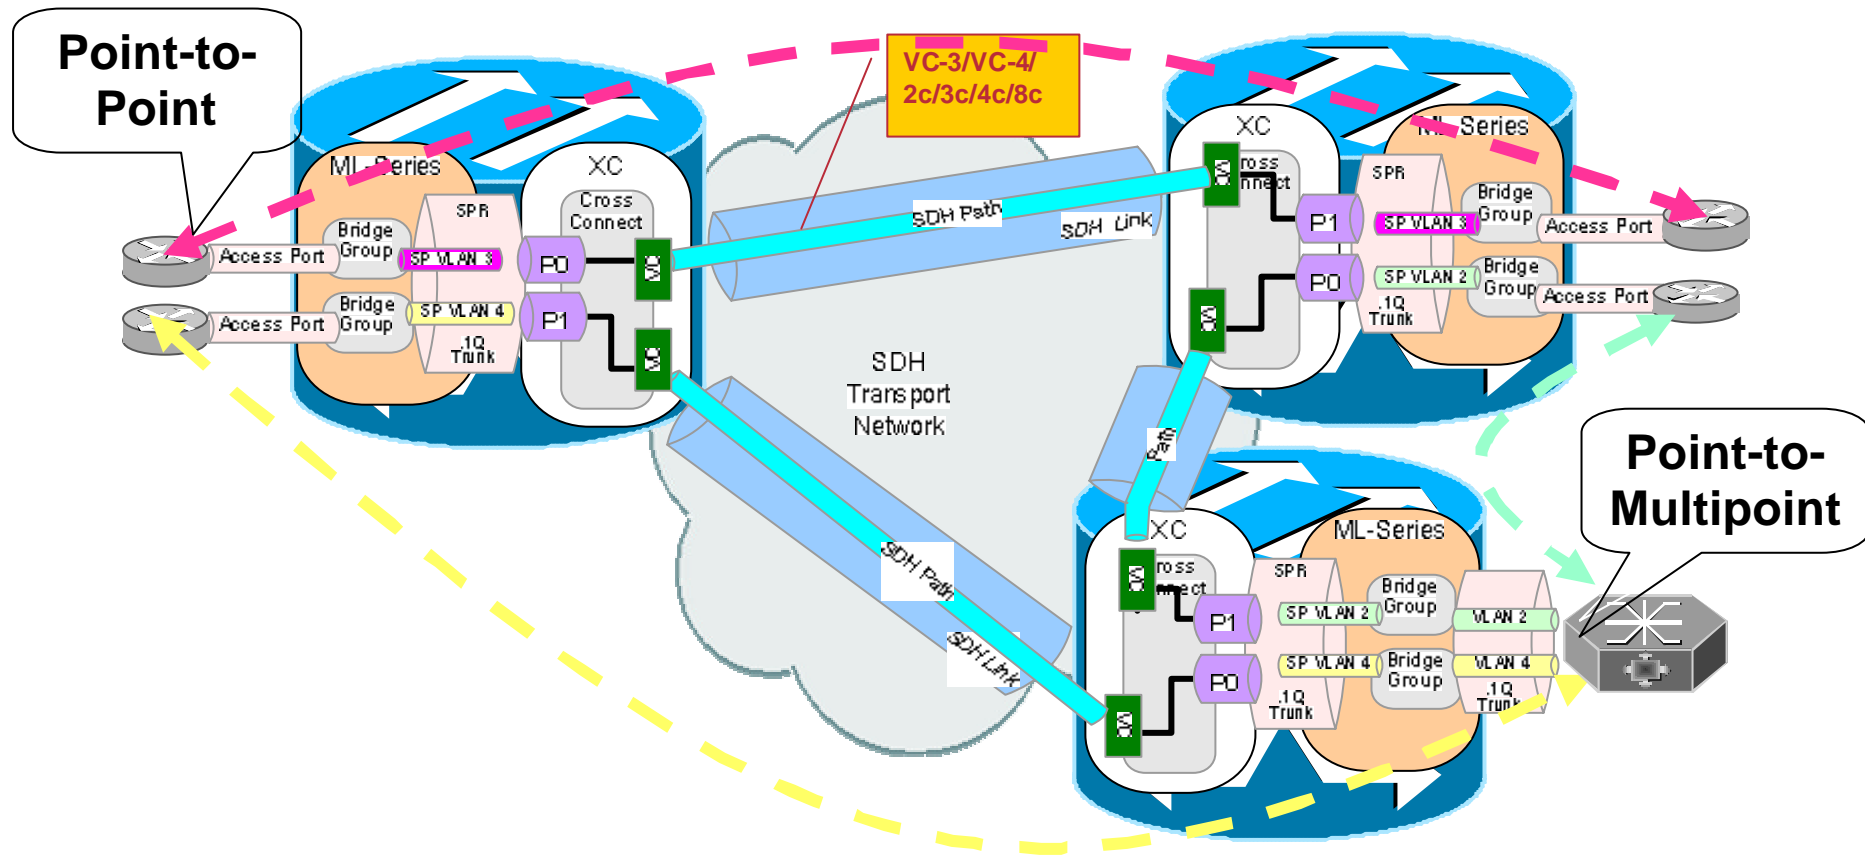 Point-to-
Point
VC-3/VC-4/
2c/3c/4c/8c
ML-Series
XC
Cross
Connect
SPR
Bridge
Group
Access Port
SP VLAN 3
P0
Bridge
Group
Access Port
SP VLAN 4
P1
.1Q
Trunk
SDH Path
SDH Link
SDH
Transport
Network
SDH Path
SDH Link
Path
XC
ML-Series
SPR
P1
SP VLAN 3
Bridge
Group
Access Port
P0
SP VLAN 2
Bridge
Group
Access Port
.1Q
Trunk
Point-to-
Multipoint
XC
ML-Series
SPR
P1
SP VLAN 2
Bridge
Group
VLAN 2
P0
SP VLAN 4
Bridge
Group
VLAN 4
.1Q
Trunk
.1Q
Trunk